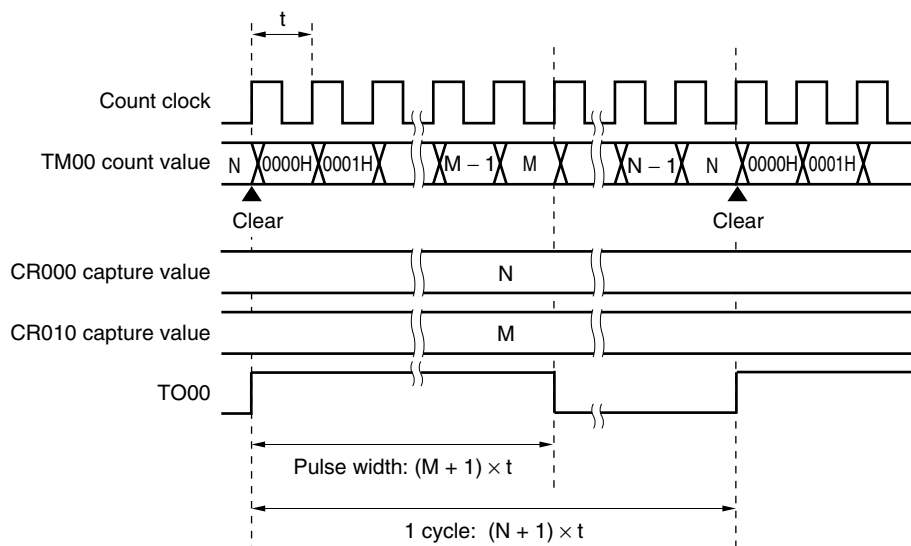 t
Count clock
TM00 count value N 0000H 0001H M – 1 M N – 1 N 0000H 0001H
Clear Clear
CR000 capture value N
CR010 capture value M
TO00
Pulse width: (M + 1) × t
1 cycle: (N + 1) × t